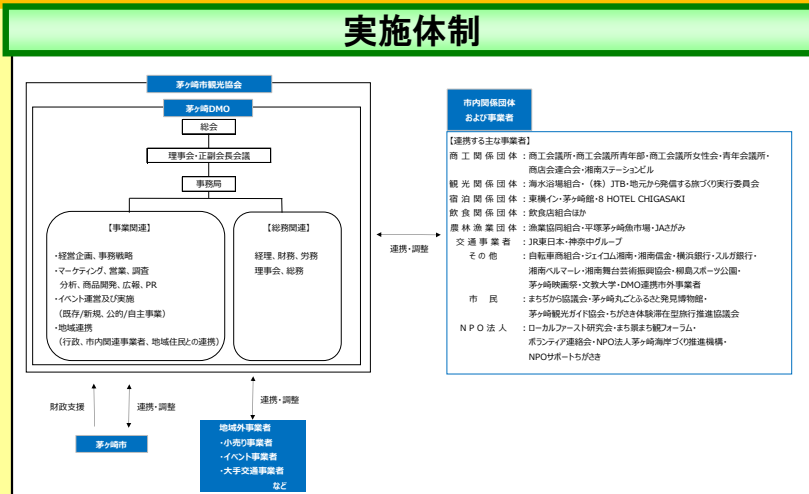 実施体制
茅ヶ崎市観光協会
茅ヶ崎DMO
総会
理事会・正副会長会議
事務局
【事業関連】
・経営企画、事務戦略
・マーケティング、営業、調査
分析、商品開発、広報、PR
・イベント運営及び実施
（既存/新規、公的/自主事業）
・地域連携
（行政、市内関連事業者、地域住民との連携）
【総務関連】
経理、財務、労務
理事会、総務
財政支援
連携・調整
茅ヶ崎市
連携・調整
地域外事業者
・小売り事業者
・イベント事業者
・大手交通事業者
など
連携・調整
市内関係団体
および事業者
【連携する主な事業者】
商工関係団体：商工会議所・商工会議所青年部・商工会議所女性会・青年会議所・
商店会連合会・湘南ステーションビル
観光関係団体：海水浴場組合・（株）JTB・地元から発信する旅づくり実行委員会
宿泊関係団体：東横イン・茅ヶ崎館・8 HOTEL CHIGASAKI
飲食関係団体：飲食店組合ほか
農林漁業団体：漁業協同組合・平塚茅ヶ崎魚市場・JAさがみ
交通事業者：JR東日本・神奈中グループ
その他：自転車商組合・ジェイコム湘南・湘南信金・横浜銀行・スルガ銀行・
湘南ベルマーレ・湘南舞台芸術振興協会・柳島スポーツ公園・
茅ヶ崎映画祭・文教大学・DMO連携市外事業者
市民：まちぢから協議会・茅ヶ崎丸ごとふるさと発見博物館・
茅ヶ崎観光ガイド協会・ちがさき体験滞在型旅行推進協議会
NPO法人：ローカルファースト研究会・まち景まち観フォーラム・
ボランティア連絡会・NPO法人茅ヶ崎海岸づくり推進機構・
NPOサポートちがさき